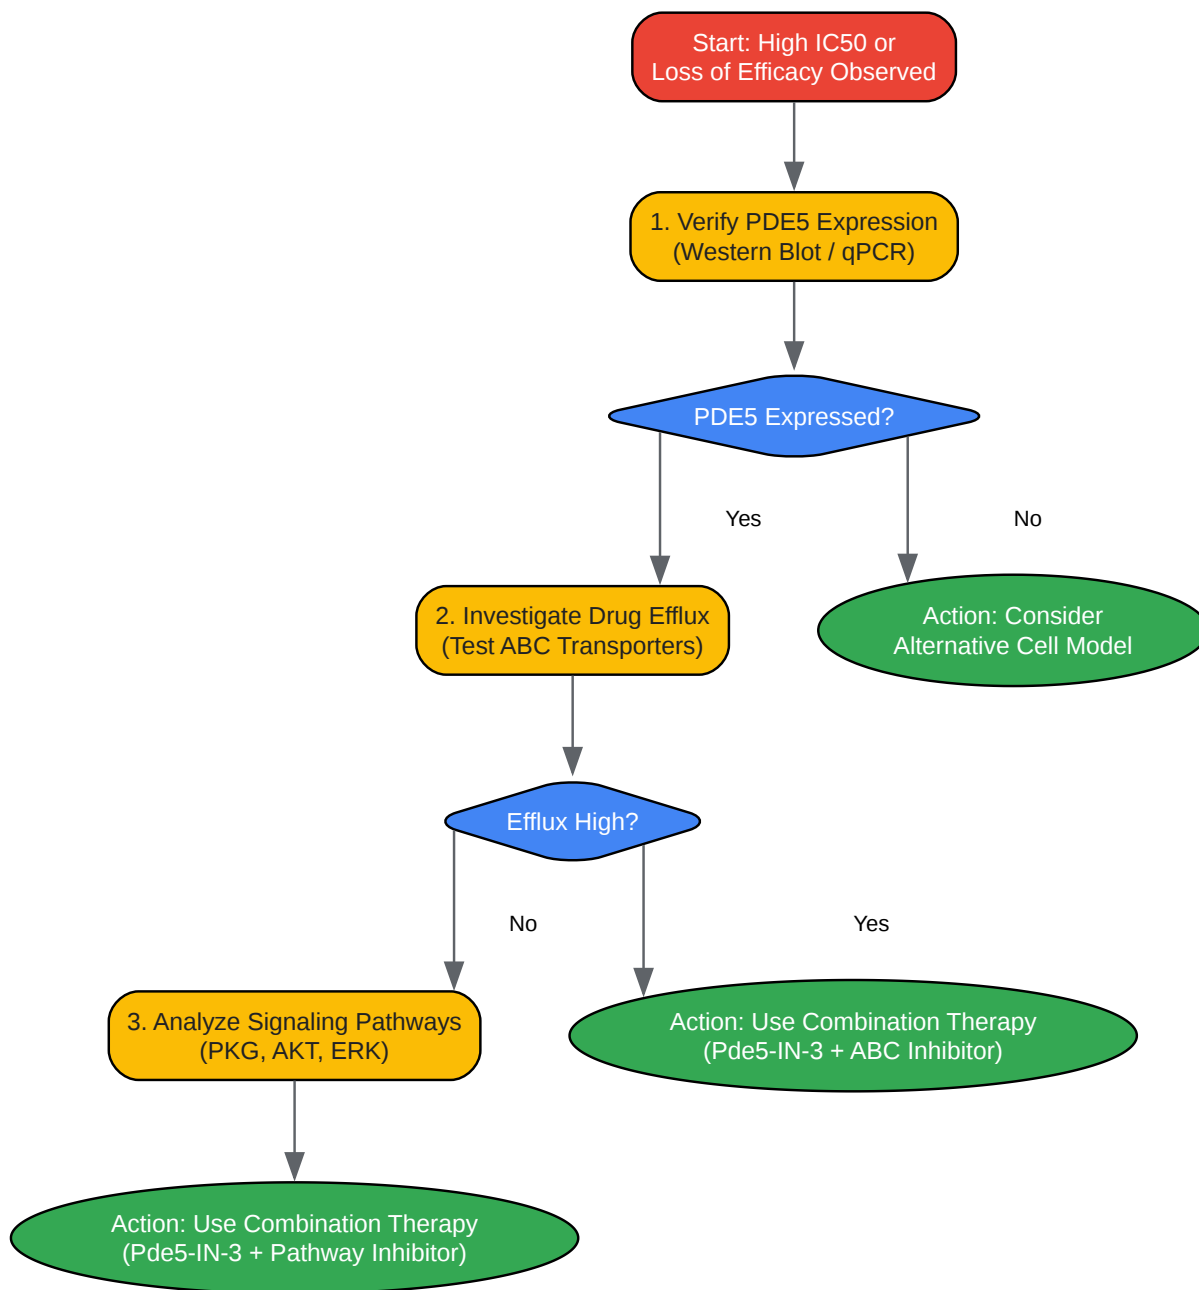 Start: High IC50 or
Loss of Efficacy Observed
1. Verify PDE5 Expression
(Western Blot / qPCR)
PDE5 Expressed?
Yes
No
2. Investigate Drug Efflux
(Test ABC Transporters)
Action: Consider
Alternative Cell Model
Efflux High?
No
Yes
3. Analyze Signaling Pathways
(PKG, AKT, ERK)
Action: Use Combination Therapy
(Pde5-IN-3 + ABC Inhibitor)
Action: Use Combination Therapy
(Pde5-IN-3 + Pathway Inhibitor)